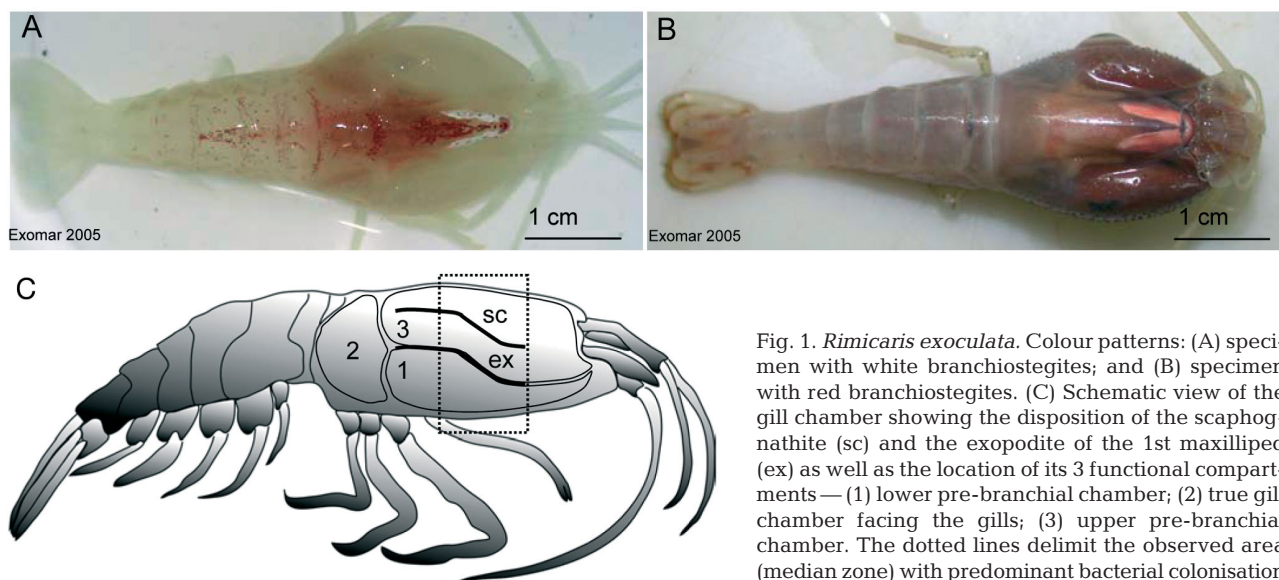 A
B
1 cm
1 cm
Exomar 2005
Exomar 2005
C
sc
3
2
ex
1
Fig. 1. Rimicaris exoculata. Colour patterns: (A) speci-
men with white branchiostegites; and (B) specimen
with red branchiostegites. (C) Schematic view of the
gill chamber showing the disposition of the scaphog-
nathite (sc) and the exopodite of the 1st maxilliped
(ex) as well as the location of its 3 functional compart-
ments — (1) lower pre-branchial chamber; (2) true gill
chamber facing the gills; (3) upper pre-branchial
chamber. The dotted lines delimit the observed area
(median zone) with predominant bacterial colonisation